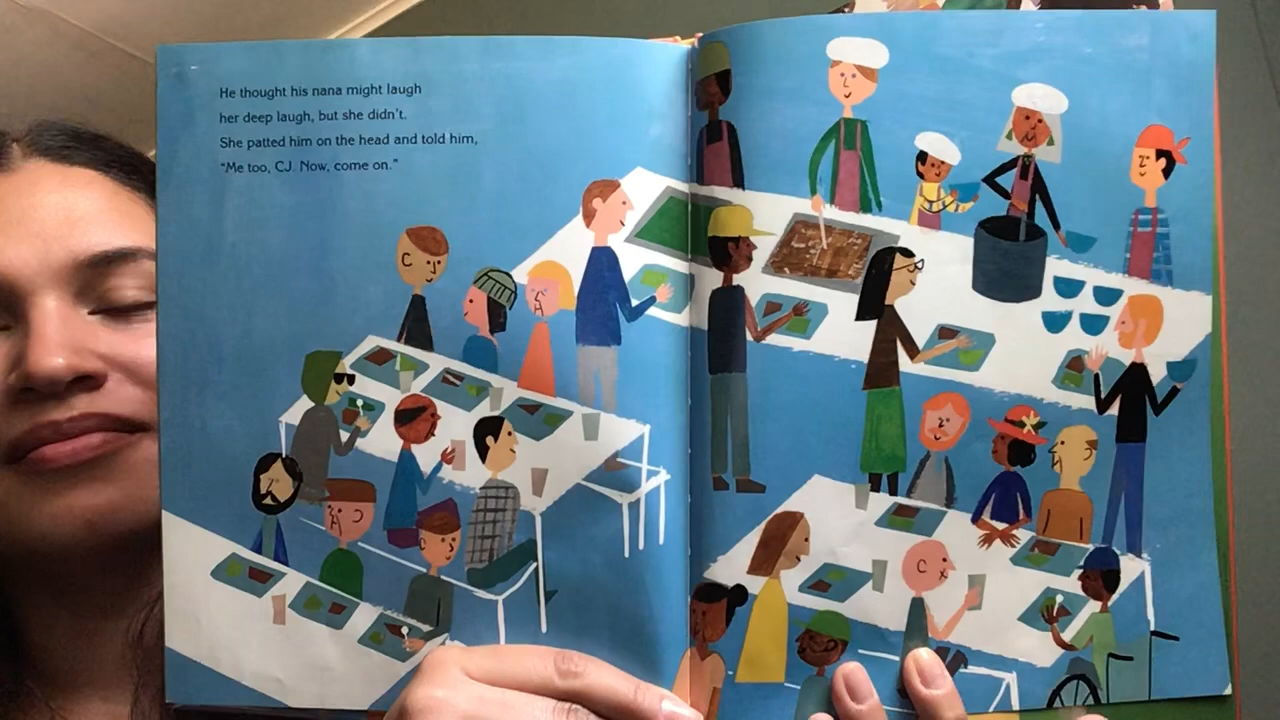 He thought his nana might laugh
her deep laugh, but she didn't.
She patted him on the head and told him,
"Me too, CJ. Now, come on."